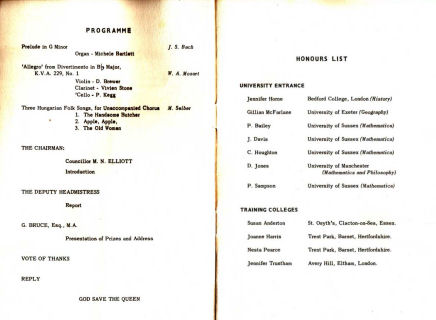 PROGRAMME
Prelude in G Minor J. S. Bach
Organ - Michele Bartlett
"Allegro" from Divertimento in Bb Major,
K.V.A. 229, No. 1 W. A. Mozart
Violin - D. Brewer
Clarinet - Vivien Stone
'Cello - P. Kegg
Three Hungarian Folk Songs, for Unaccompanied Chorus M. Seiber
1. The Handsome Butcher
2. Apple, Apple,
3. The Old Woman
THE CHAIRMAN:
Councillor M. N. ELLIOTT
Introduction
THE DEPUTY HEADMISTRESS
Report
G. BRUCE, Esq., M.A.
Presentation of Prizes and Address
VOTE OF THANKS
REPLY
GOD SAVE THE QUEEN
HONOURS LIST
UNIVERSITY ENTRANCE
Jennifer Horne Bedford College, London (History)
Gillian McFarlane University of Exeter (Geography)
P. Bailey University of Sussex (Mathematics)
J. Davis University of Sussex (Mathematics)
C. Houghton University of Sussex (Mathematics)
D. Jones University of Manchester
(Mathematics and Philosophy)
P. Sampson University of Sussex (Mathematics)
TRAINING COLLEGES
Susan Anderton St. Osyth's, Clacton-on-Sea, Essex.
Joanne Harris Trent Park, Barnet, Hertfordshire.
Nesta Pearce Trent Park, Barnet, Hertfordshire.
Jennifer Trustham Avery Hill, Eltham, London.